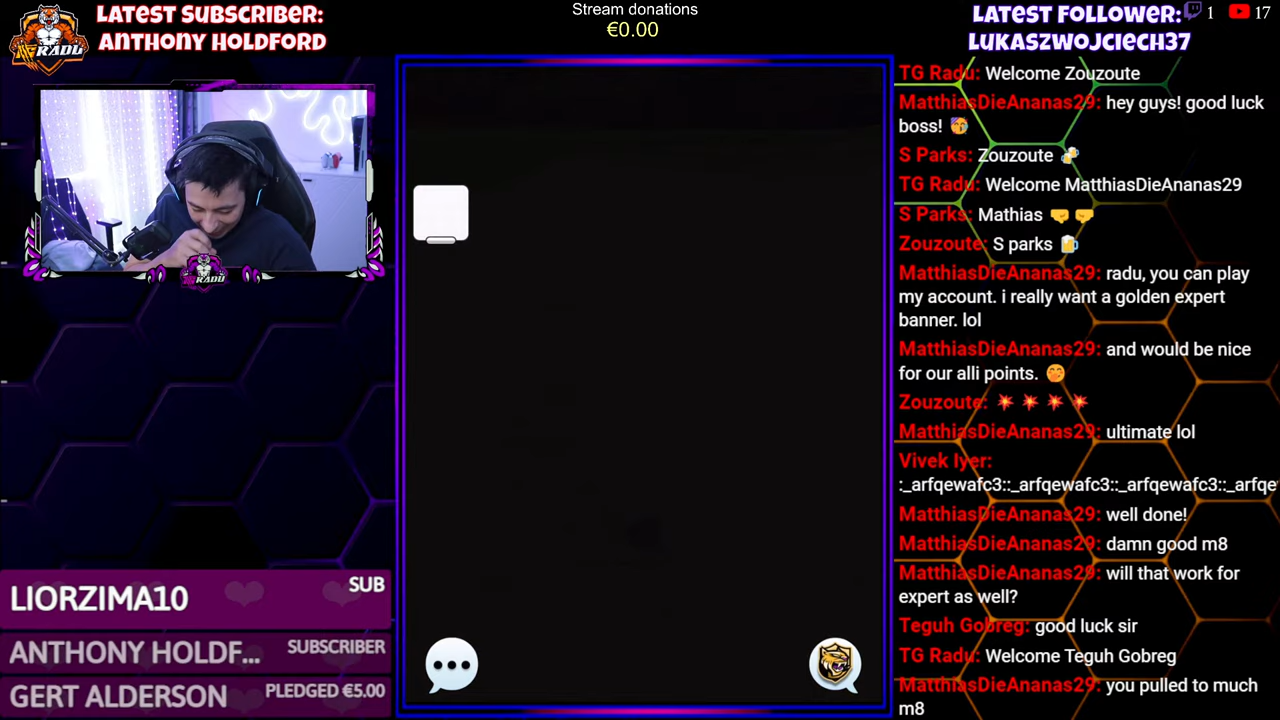 LATEST SUBSCRIBER:
ANTHONY HOLDFORD
RADU
Stream donations
€0.00
LATEST FOLLOWER:
LUKASZWOJCIECH37
1
17
TG Radu: Welcome Zouzoute
MatthiasDieAnanas29: hey guys! good luck
boss! 🥳
S Parks: Zouzoute 🍻
TG Radu: Welcome MatthiasDieAnanas29
S Parks: Mathias 🤜🤛
Zouzoute: S parks 🍺
MatthiasDieAnanas29: radu, you can play
my account. i really want a golden expert
banner. lol
MatthiasDieAnanas29: and would be nice
for our alli points. 🤭
Zouzoute: 💥 💥 💥 💥
MatthiasDieAnanas29: ultimate lol
Vivek Iyer:
:_arfqewafc3::_arfqewafc3::_arfqewafc3::_arfqe
MatthiasDieAnanas29: well done!
MatthiasDieAnanas29: damn good m8
MatthiasDieAnanas29: will that work for
expert as well?
Teguh Gobreg: good luck sir
TG Radu: Welcome Teguh Gobreg
MatthiasDieAnanas29: you pulled to much
m8
LIORZIMA10 SUB
ANTHONY HOLDF... SUBSCRIBER
GERT ALDERSON PLEDGED €5.00